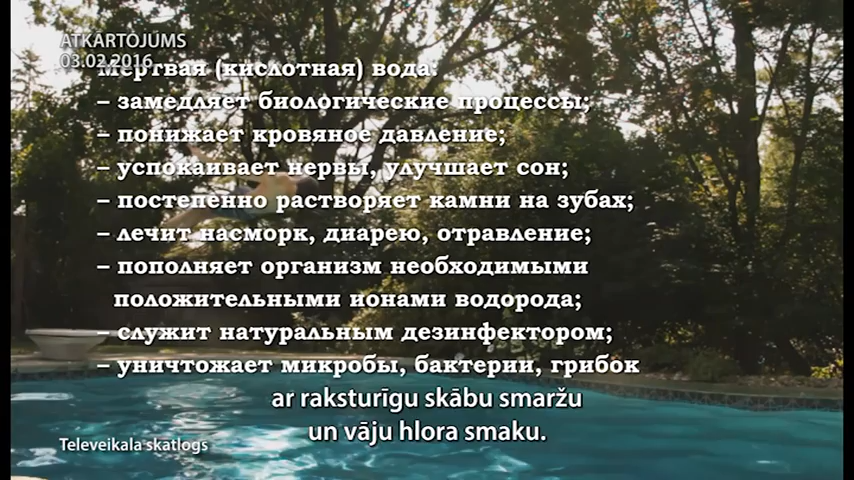 ATKĀRTOJUMS
03.02.2016
Мёртвая (кислотная) вода:
– замедляет биологические процессы;
– понижает кровяное давление;
– успокаивает нервы, улучшает сон;
– постепенно растворяет камни на зубах;
– лечит насморк, диарею, отравление;
– пополняет организм необходимыми
положительными ионами водорода;
– служит натуральным дезинфектором;
– уничтожает микробы, бактерии, грибок
ar raksturīgu skābu smaržu
un vāju hlora smaku.
Televeikala skatlogs